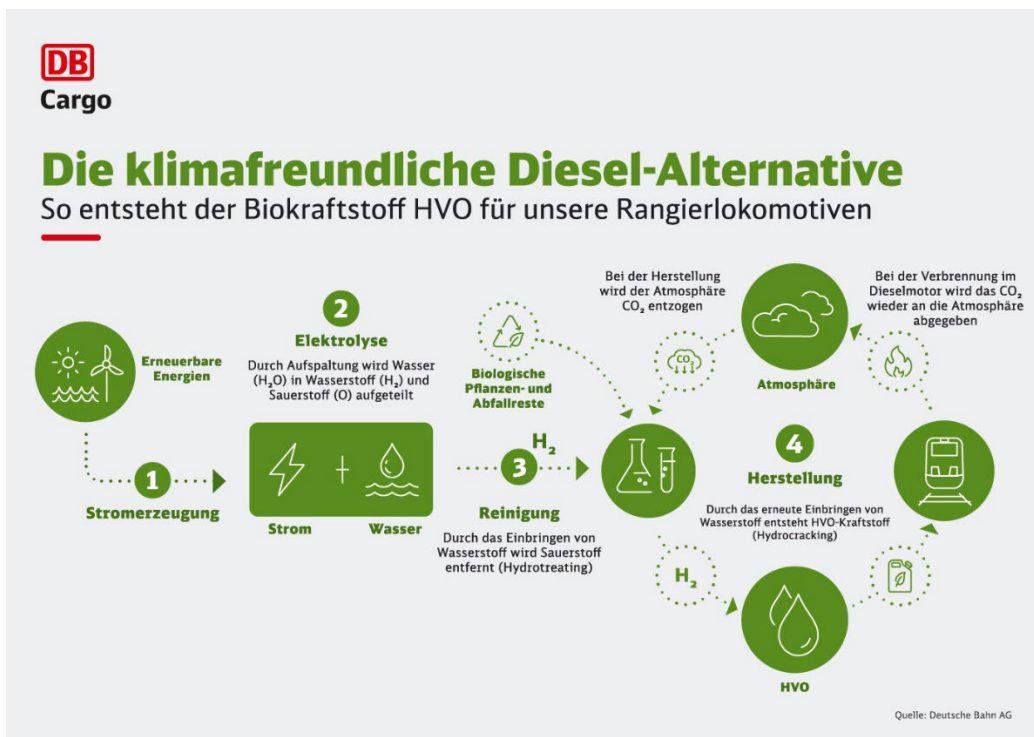 DB
Cargo
Die klimafreundliche Diesel-Alternative
So entsteht der Biokraftstoff HVO für unsere Rangierlokomotiven
Erneuerbare
Energien
1
Stromerzeugung
2
Elektrolyse
Durch Aufspaltung wird Wasser
(H₂O) in Wasserstoff (H₂) und
Sauerstoff (O) aufgeteilt
Strom
Wasser
Biologische
Pflanzen- und
Abfallreste
H₂
3
Reinigung
Durch das Einbringen von
Wasserstoff wird Sauerstoff
entfernt (Hydrotreating)
Bei der Herstellung
wird der Atmosphäre
CO₂ entzogen
CO₂
Atmosphäre
Bei der Verbrennung im
Dieselmotor wird das CO₂
wieder an die Atmosphäre
abgegeben
4
Herstellung
Durch das erneute Einbringen von
Wasserstoff entsteht HVO-Kraftstoff
(Hydrocracking)
H₂
HVO
Quelle: Deutsche Bahn AG